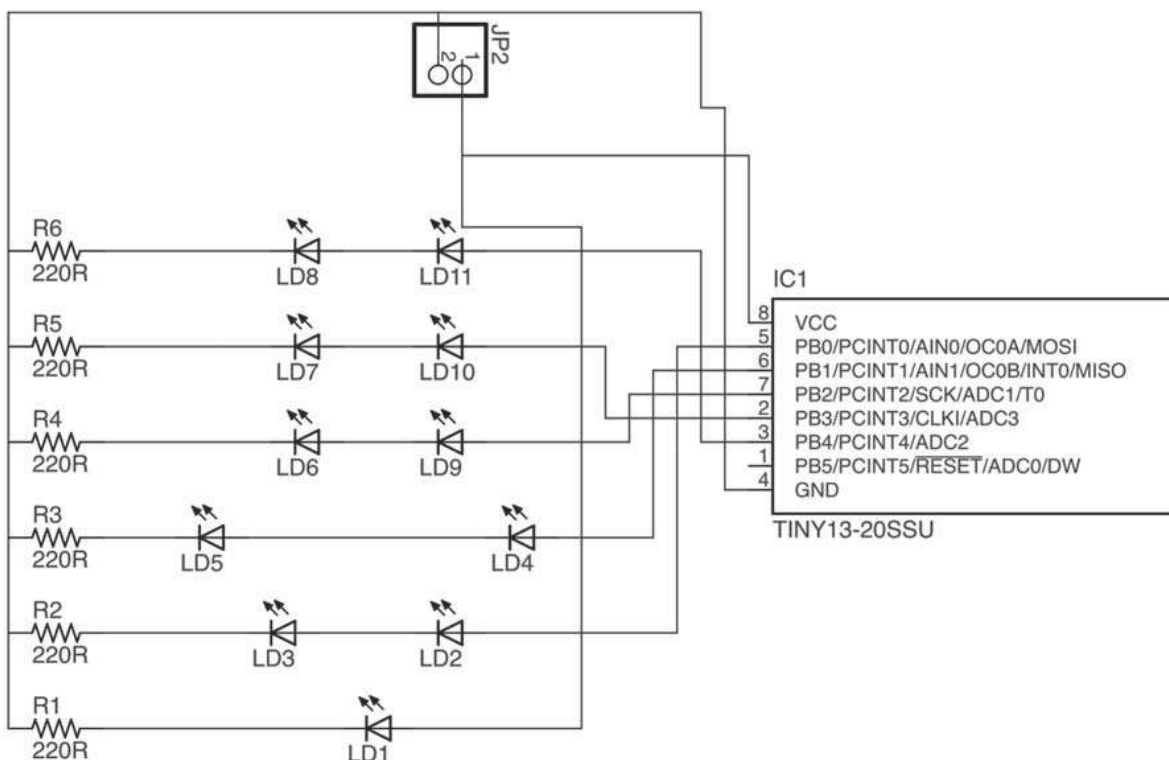 JP2
1
2
R6
220R
LD8
LD11
R5
220R
LD7
LD10
R4
220R
LD6
LD9
R3
220R
LD5
LD4
R2
220R
LD3
LD2
R1
220R
LD1
IC1
8 VCC
5 PB0/PCINT0/AIN0/OC0A/MOSI
6 PB1/PCINT1/AIN1/OC0B/INT0/MISO
7 PB2/PCINT2/SCK/ADC1/T0
2 PB3/PCINT3/CLKI/ADC3
3 PB4/PCINT4/ADC2
1 PB5/PCINT5/RESET/ADC0/DW
4 GND
TINY13-20SSU